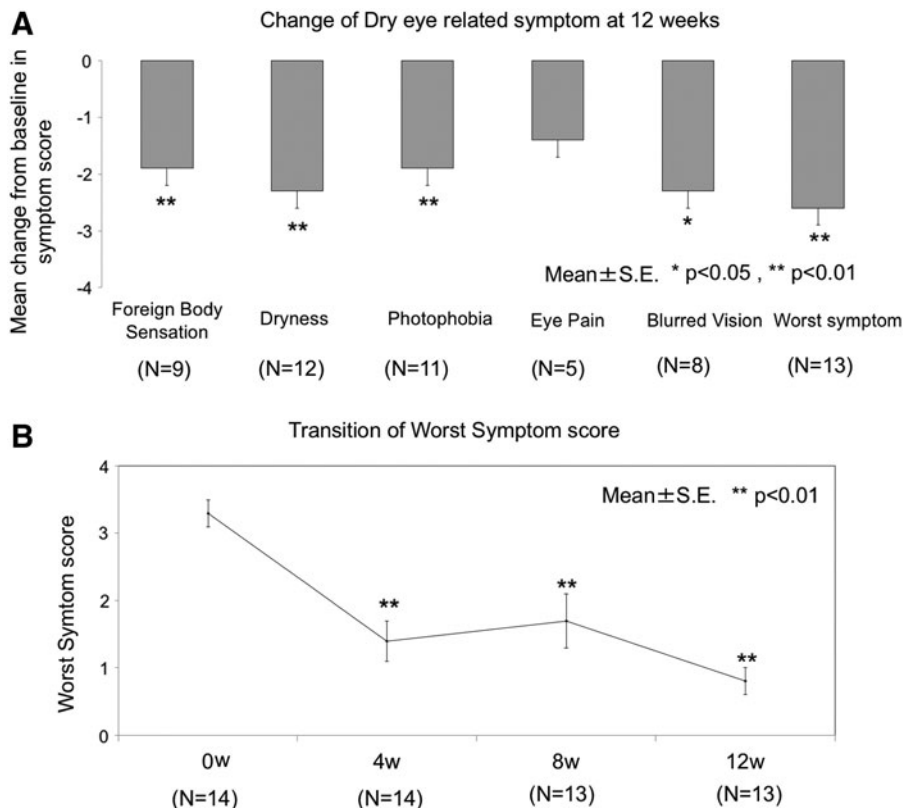 A
Change of Dry eye related symptom at 12 weeks
Mean change from baseline in
symptom score
0
-1
-2
-3
-4
** ** ** * **
Mean±S.E. * p<0.05 , ** p<0.01
Foreign Body
Sensation
Dryness
Photophobia
Eye Pain
Blurred Vision
Worst symptom
(N=9) (N=12) (N=11) (N=5) (N=8) (N=13)
B
Transition of Worst Symptom score
Worst Symtom score
4
3
2
1
0
Mean±S.E. ** p<0.01
** ** **
0w 4w 8w 12w
(N=14) (N=14) (N=13) (N=13)